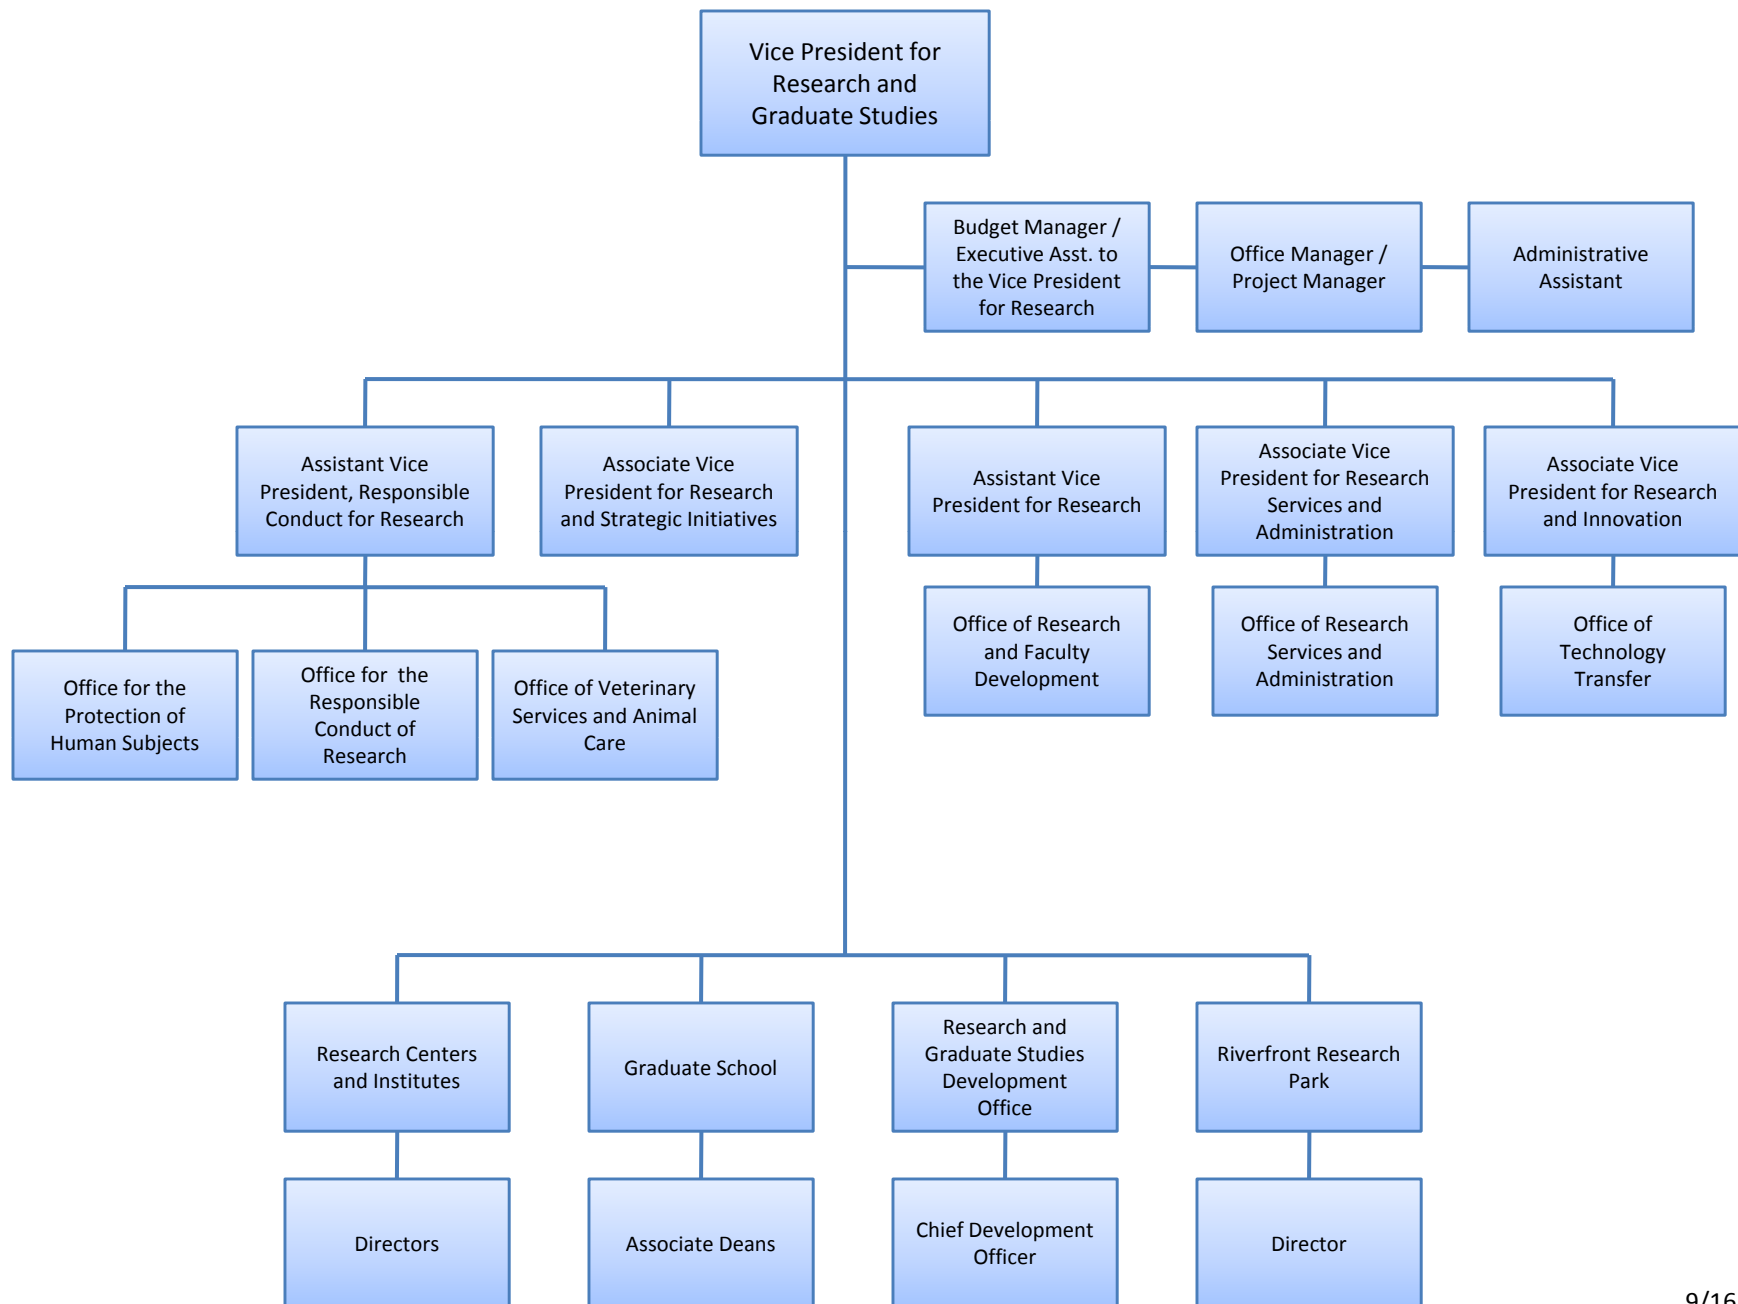 Vice President for
Research and
Graduate Studies
Budget Manager /
Executive Asst. to
the Vice President
for Research
Office Manager /
Project Manager
Administrative
Assistant
Assistant Vice
President, Responsible
Conduct for Research
Associate Vice
President for Research
and Strategic Initiatives
Assistant Vice
President for Research
Associate Vice
President for Research
Services and
Administration
Associate Vice
President for Research
and Innovation
Office for the
Protection of
Human Subjects
Office for  the
Responsible
Conduct of
Research
Office of Veterinary
Services and Animal
Care
Office of Research
and Faculty
Development
Office of Research
Services and
Administration
Office of
Technology
Transfer
Research Centers
and Institutes
Graduate School
Research and
Graduate Studies
Development
Office
Riverfront Research
Park
Directors
Associate Deans
Chief Development
Officer
Director
9/16